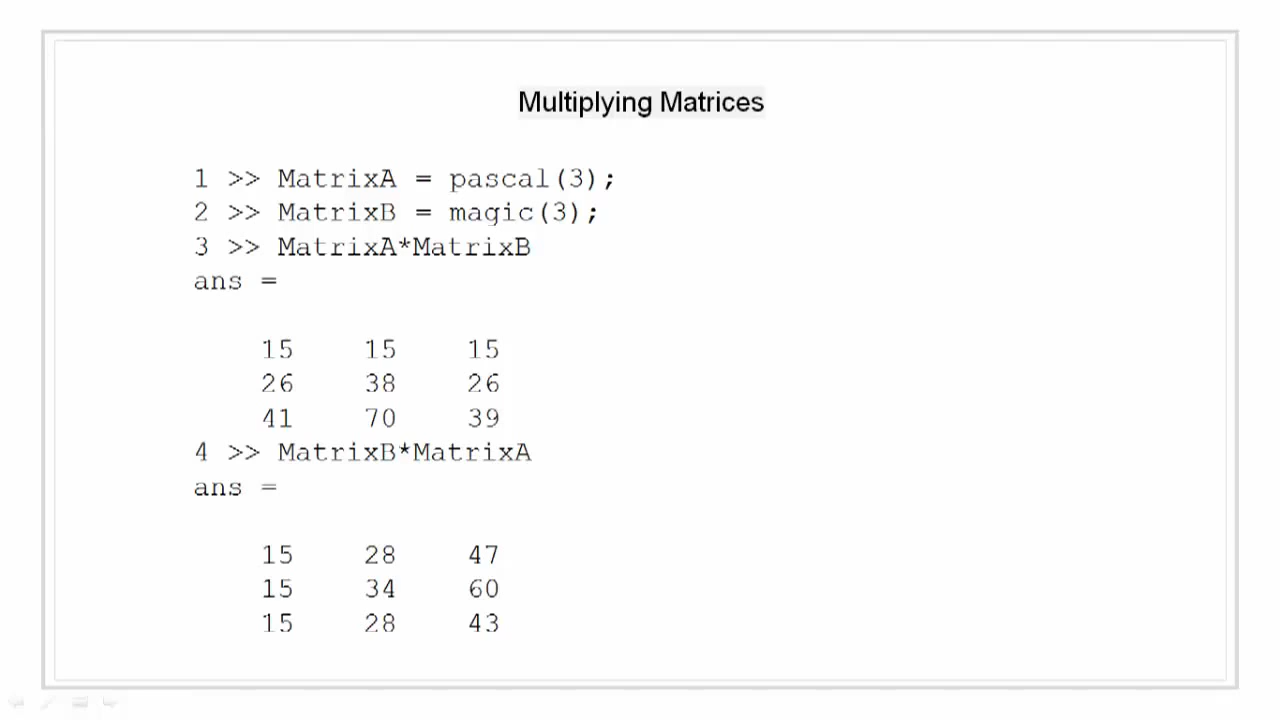 Multiplying Matrices
1 >> MatrixA = pascal(3);
2 >> MatrixB = magic(3);
3 >> MatrixA*MatrixB
ans =
15 15 15
26 38 26
41 70 39
4 >> MatrixB*MatrixA
ans =
15 28 47
15 34 60
15 28 43